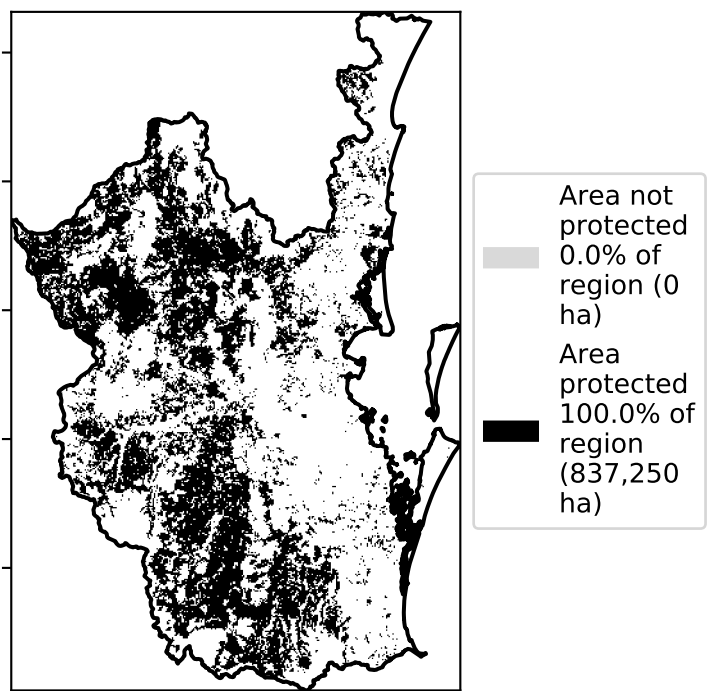 Area not
protected
0.0% of
region (0
ha)
Area
protected
100.0% of
region
(837,250
ha)